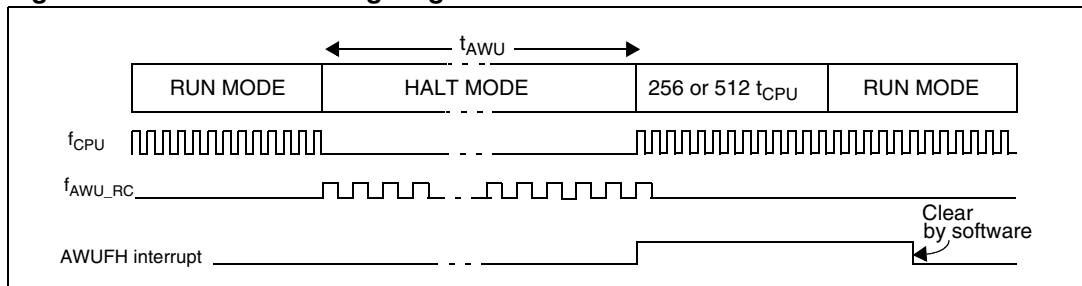 tAWU
RUN MODE
HALT MODE
256 or 512 tCPU
RUN MODE
fCPU
fAWU_RC
Clear
by software
AWUFH interrupt